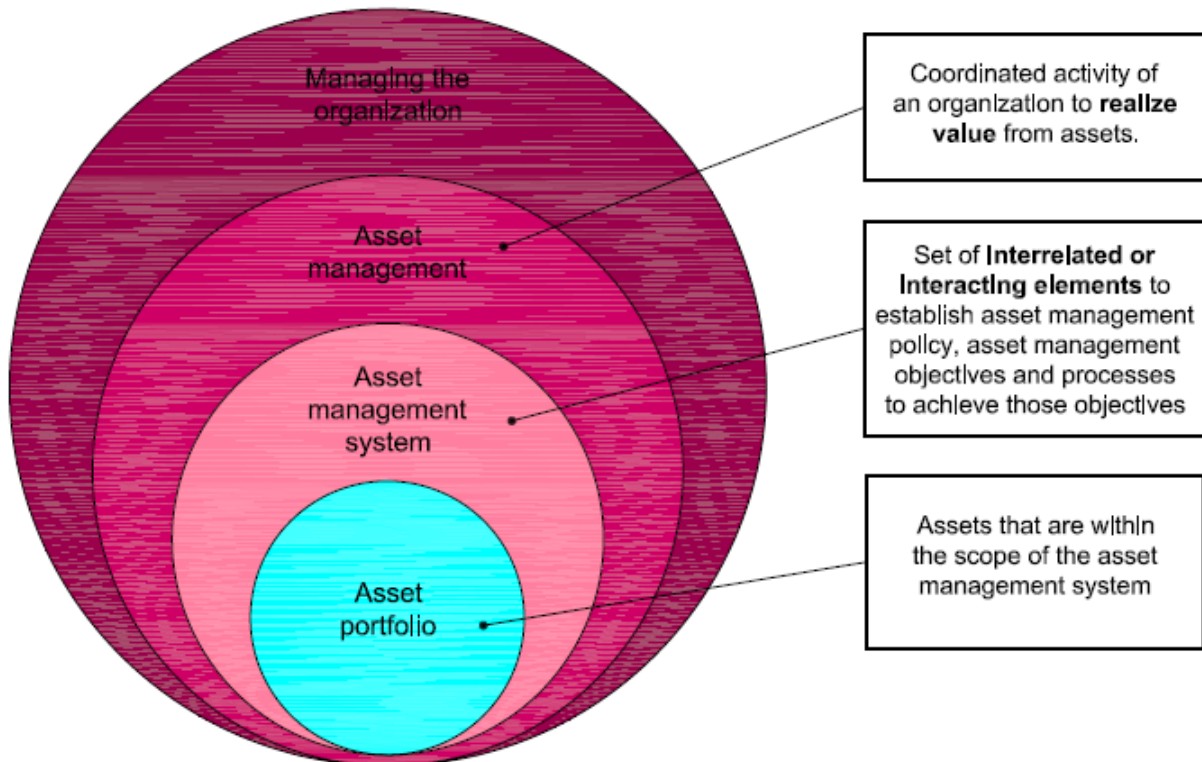 Managing the
organization
Asset
management
Asset
management
system
Asset
portfolio
Coordinated activity of
an organization to realize
value from assets.
Set of Interrelated or
Interacting elements to
establish asset management
policy, asset management
objectives and processes
to achieve those objectives
Assets that are within
the scope of the asset
management system